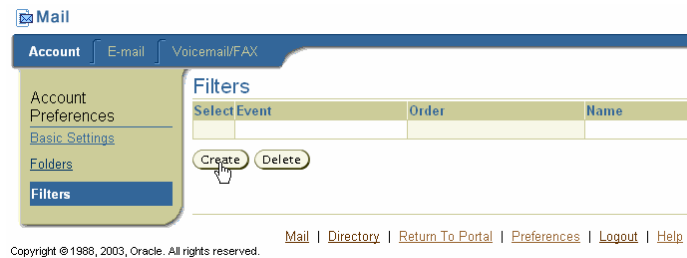 Mail
Account E-mail Voicemail/FAX
Account
Preferences
Basic Settings
Folders
Filters
Filters
Select Event Order Name
Create Delete
Mail | Directory | Return To Portal | Preferences | Logout | Help
Copyright © 1988, 2003, Oracle. All rights reserved.